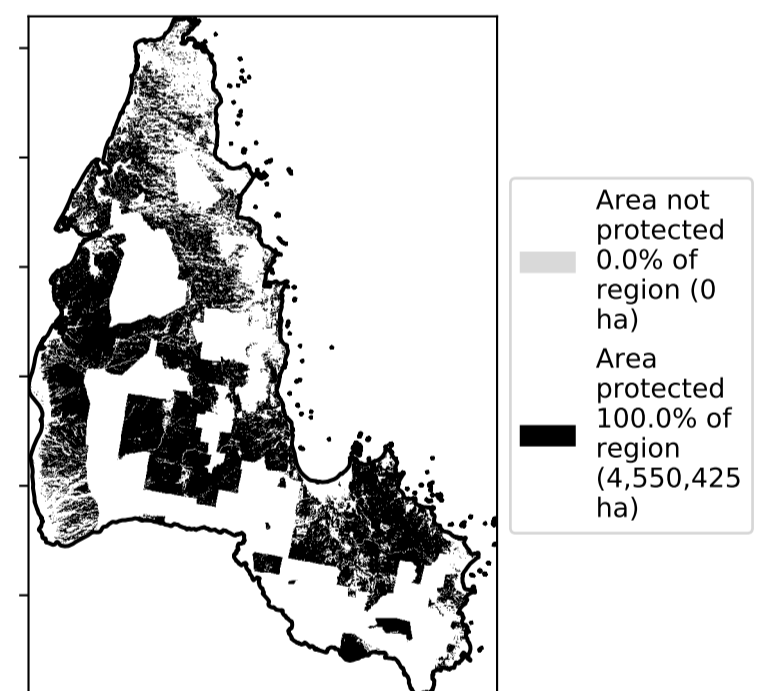 Area not
protected
0.0% of
region (0
ha)
Area
protected
100.0% of
region
(4,550,425
ha)